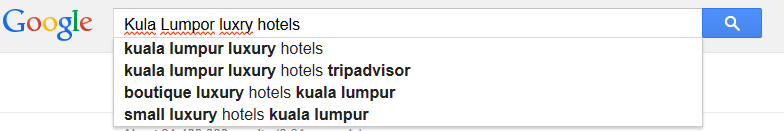 Google
Kula Lumpor luxry hotels
kuala lumpur luxury hotels
kuala lumpur luxury hotels tripadvisor
boutique luxury hotels kuala lumpur
small luxury hotels kuala lumpur